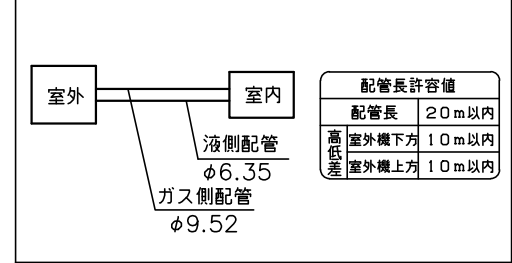 室外
室内
液側配管
φ6.35
ガス側配管
φ9.52
配管長許容値
配管長 20m以内
高低差
室外機下方 10m以内
室外機上方 10m以内